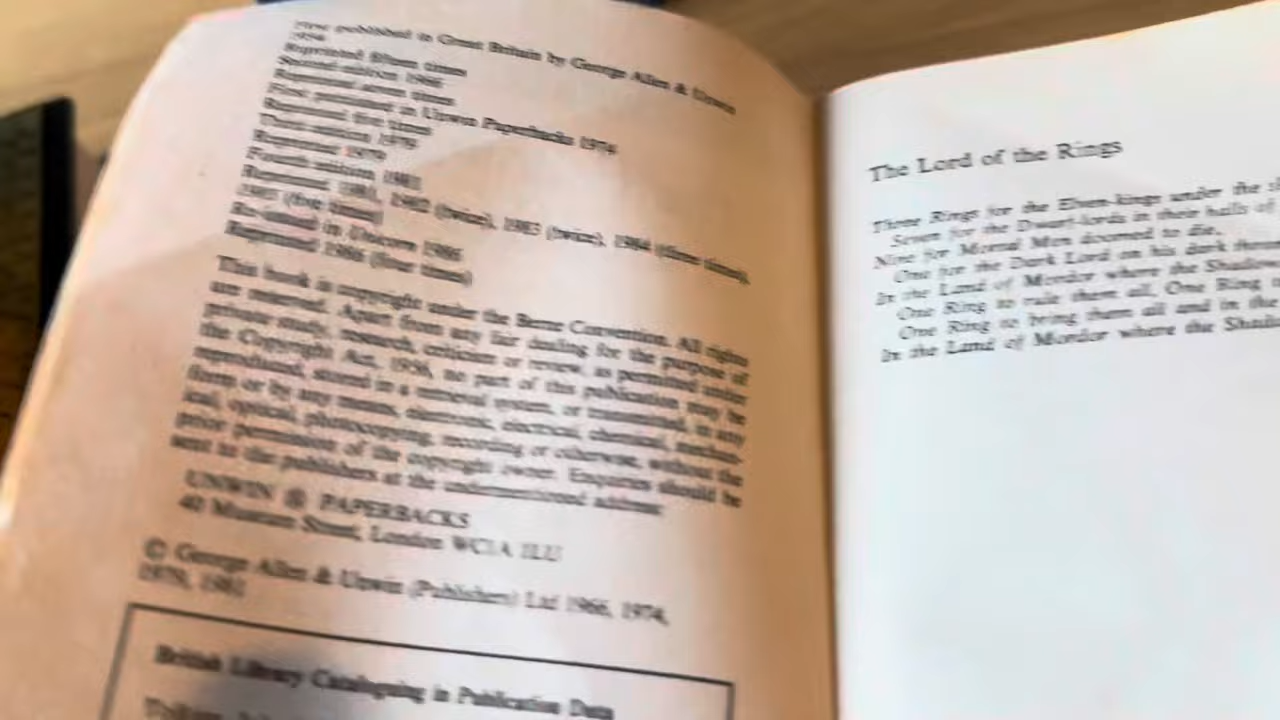 First published in Great Britain by George Allen & Unwin
1954
Reprinted fifteen times
Second edition 1966
Reprinted seven times
First published in Unwin Paperbacks 1974
Reprinted ten times
Third edition 1979
Reprinted 1979
Fourth edition 1981
Reprinted 1981, 1982 (twice), 1983 (twice), 1984 (three times),
1985 (five times)
Re-issued in Unicorn 1986
Reprinted 1986 (four times)
This book is copyright under the Berne Convention. All rights
are reserved. Apart from any fair dealing for the purpose of
private study, research, criticism or review, as permitted under
the Copyright Act, 1956, no part of this publication may be
reproduced, stored in a retrieval system, or transmitted, in any
form or by any means, electronic, electrical, chemical,
optical, photocopying, recording or otherwise, without the
prior permission of the copyright owner. Enquiries should be
sent to the publishers at the undermentioned address:
UNWIN ® PAPERBACKS
40 Museum Street, London WC1A 1LU
© George Allen & Unwin (Publishers) Ltd 1966, 1974,
1979, 1981
British Library Cataloguing in Publication Data
The Lord of the Rings
Three Rings for the Elven-kings under the
Seven for the Dwarf-lords in their halls of
Nine for Mortal Men doomed to die,
One for the Dark Lord on his dark
In the Land of Mordor where the
One Ring to rule them all, One Ring
One Ring to bring them all and in the
In the Land of Mordor where the